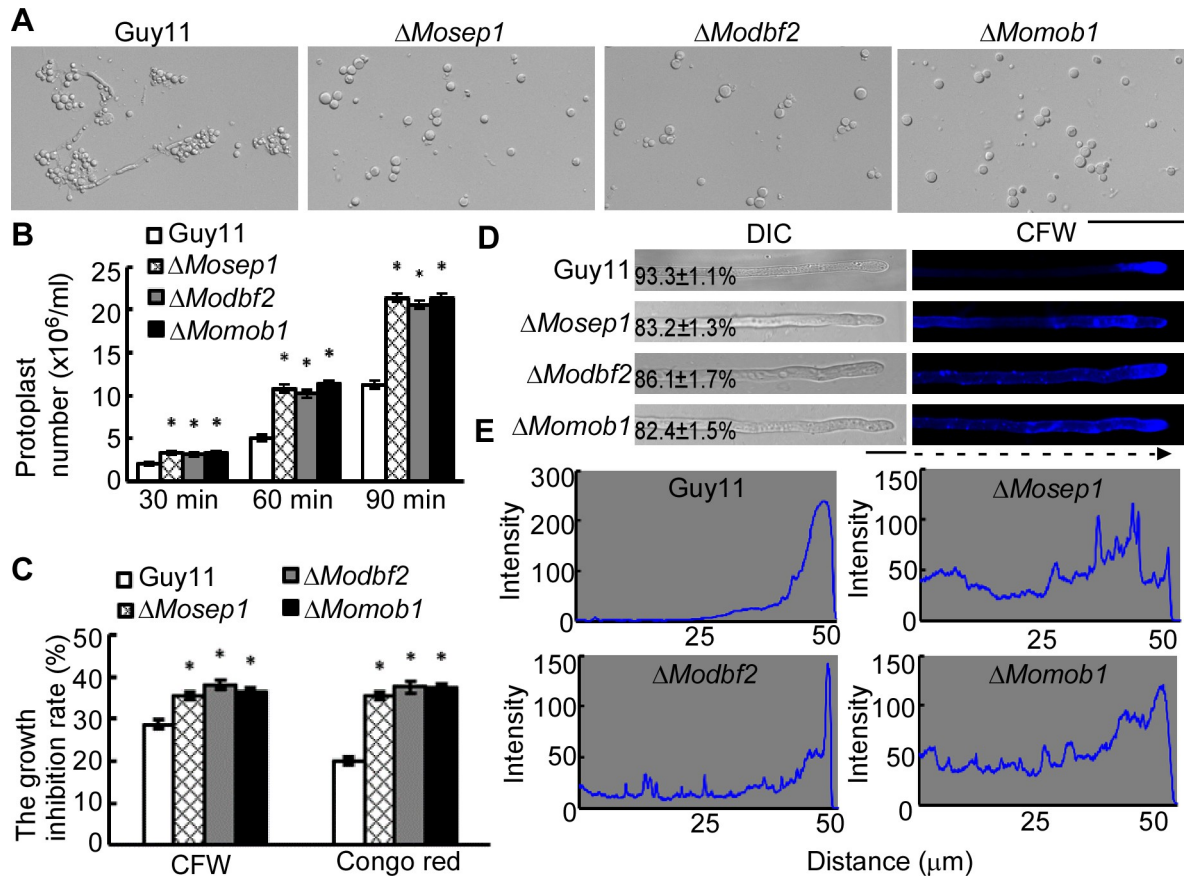 A
Guy11
ΔMosep1
ΔModbf2
ΔMomob1
B
Guy11
ΔMosep1
ΔModbf2
ΔMomob1
Protoplast
number (x10⁶/ml)
25
20
15
10
5
0
* * *
* * *
* * *
30 min
60 min
90 min
C
Guy11
ΔMosep1
ΔModbf2
ΔMomob1
The growth
inhibition rate (%)
50
40
30
20
10
0
* * *
* * *
CFW
Congo red
D
DIC
CFW
Guy11
93.3±1.1%
ΔMosep1
83.2±1.3%
ΔModbf2
86.1±1.7%
ΔMomob1
82.4±1.5%
E
Guy11
Intensity
300
200
100
0
25
50
ΔMosep1
Intensity
150
100
50
0
25
50
ΔModbf2
Intensity
150
100
50
0
25
50
ΔMomob1
Intensity
150
100
50
0
25
50
Distance (μm)